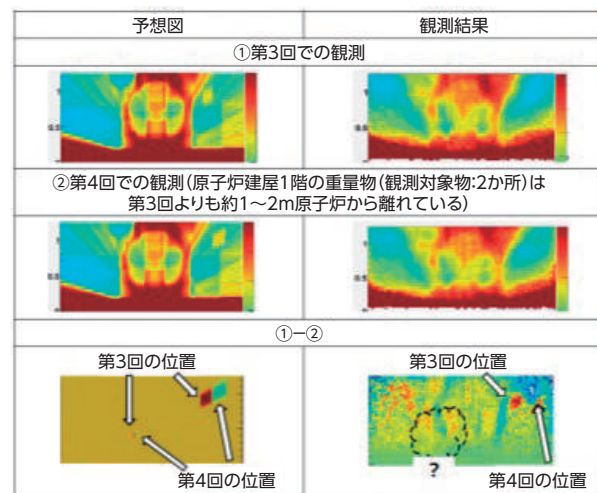 予想図
観測結果
①第3回での観測
②第4回での観測(原子炉建屋1階の重量物(観測対象物:2か所)は
第3回よりも約1～2m原子炉から離れている)
①ー②
第3回の位置
第3回の位置
?
第4回の位置
第4回の位置